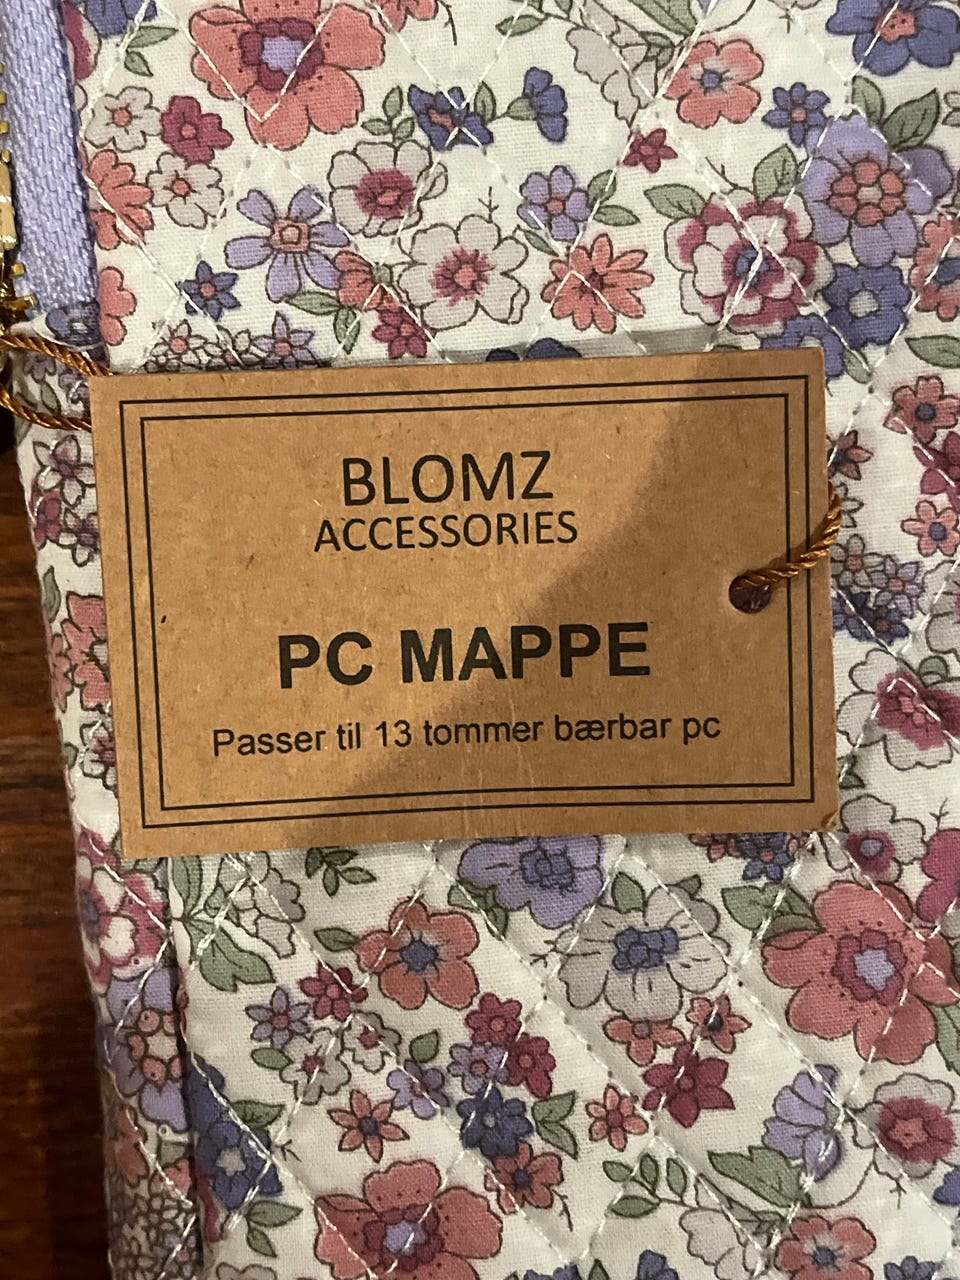 BLOMZ
ACCESSORIES
PC MAPPE
Passer til 13 tommer bærbar pc